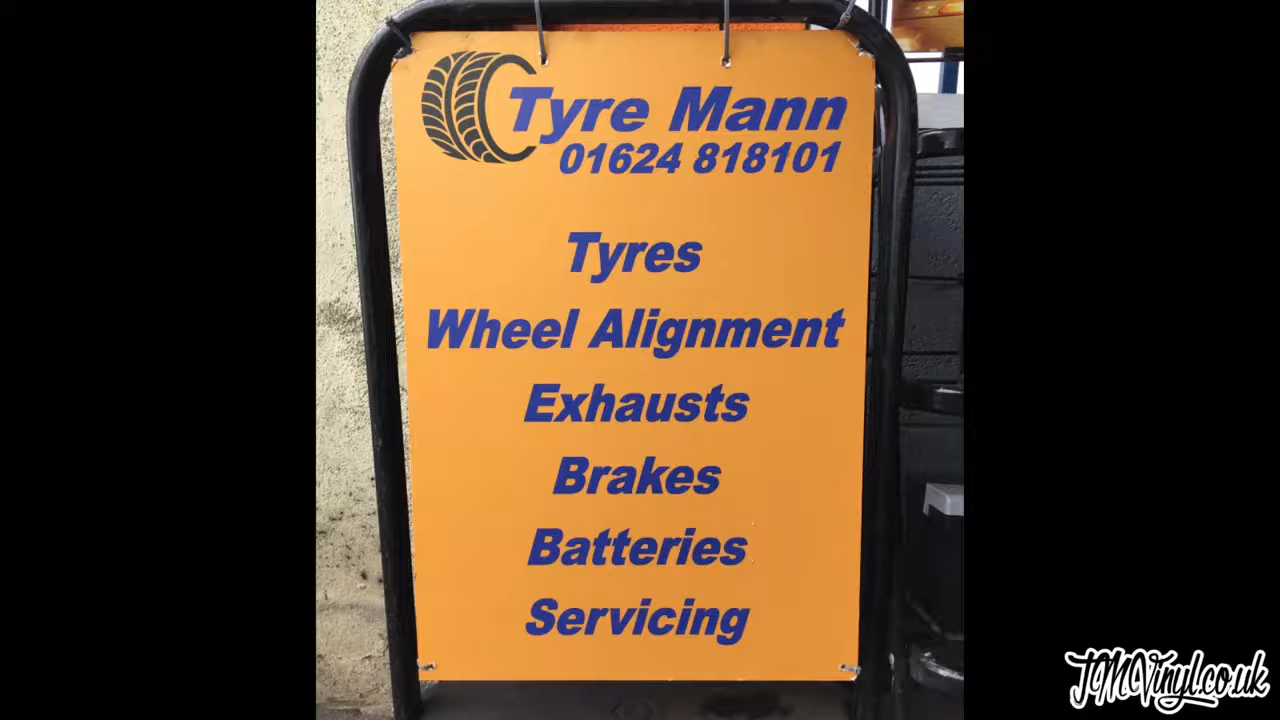 Tyre Mann
01624 818101
Tyres
Wheel Alignment
Exhausts
Brakes
Batteries
Servicing
JMVinyl.co.uk